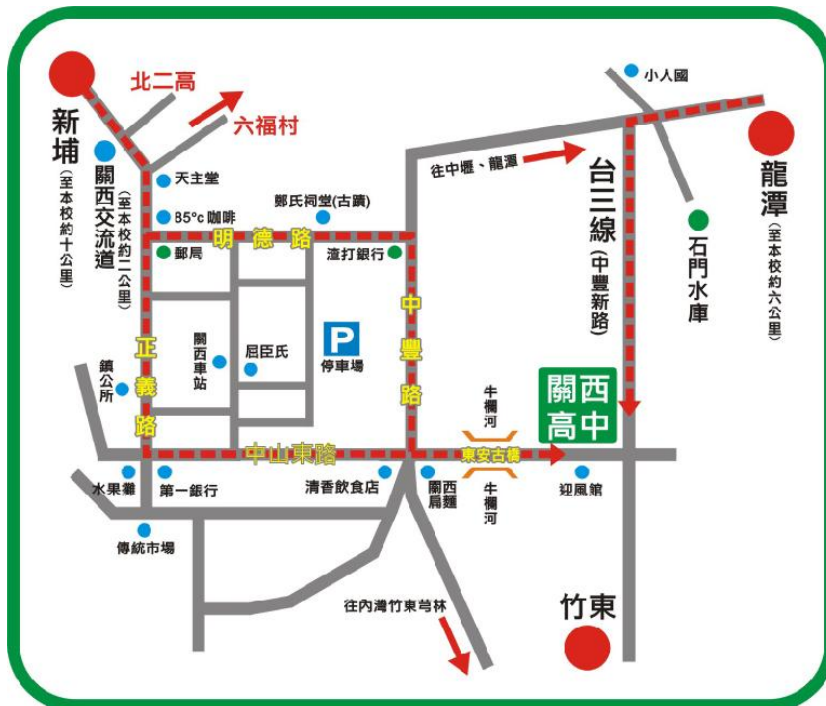 北二高
六福村
小人國
新埔
(至本校約十公里)
關西交流道
(至本校約二公里)
天主堂
85°c 咖啡
鄭氏祠堂(古蹟)
往中壢、龍潭
台三線(中豐新路)
龍潭
(至本校約六公里)
石門水庫
明德路
郵局
渣打銀行
正義路
中豐路
關西車站
屈臣氏
P
停車場
鎮公所
牛欄河
關西
高中
中山東路
東安古橋
水果攤
第一銀行
清香飲食店
關西扁麵
牛欄河
迎風館
傳統市場
往內灣竹東芎林
竹東